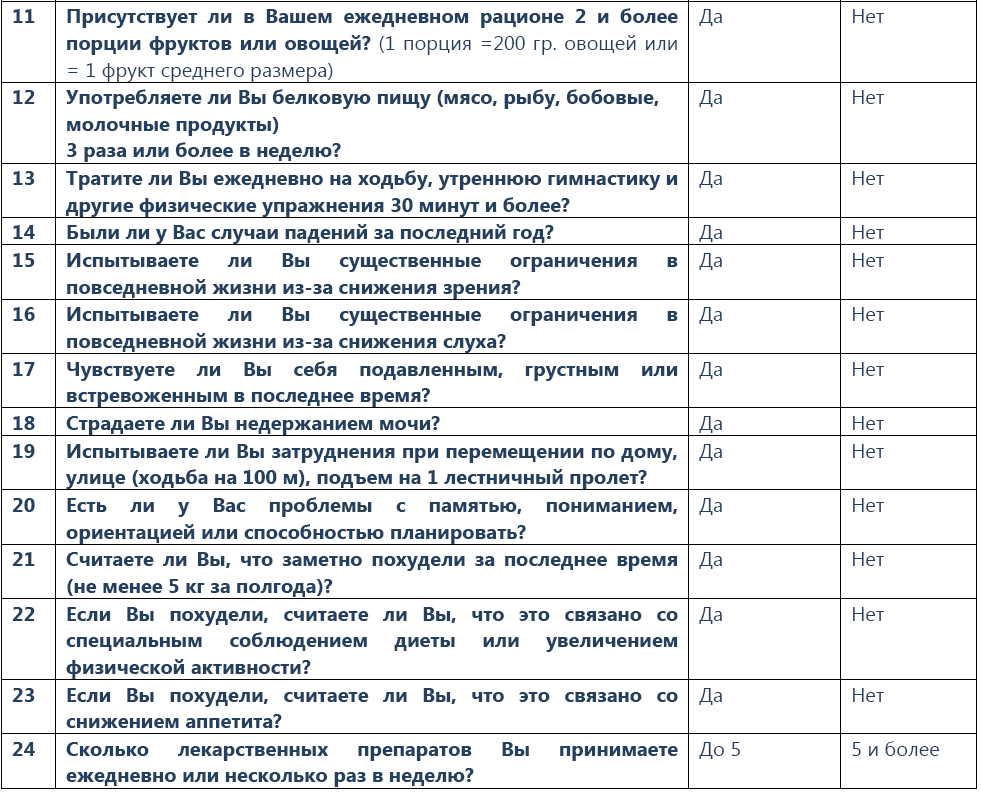 11 Присутствует ли в Вашем ежедневном рационе 2 и более Да Нет
порции фруктов или овощей? (1 порция =200 гр. овощей или
= 1 фрукт среднего размера)
12 Употребляете ли Вы белковую пищу (мясо, рыбу, бобовые, Да Нет
молочные продукты)
3 раза или более в неделю?
13 Тратите ли Вы ежедневно на ходьбу, утреннюю гимнастику и Да Нет
другие физические упражнения 30 минут и более?
14 Были ли у Вас случаи падений за последний год? Да Нет
15 Испытываете ли Вы существенные ограничения в Да Нет
повседневной жизни из-за снижения зрения?
16 Испытываете ли Вы существенные ограничения в Да Нет
повседневной жизни из-за снижения слуха?
17 Чувствуете ли Вы себя подавленным, грустным или Да Нет
встревоженным в последнее время?
18 Страдаете ли Вы недержанием мочи? Да Нет
19 Испытываете ли Вы затруднения при перемещении по дому, Да Нет
улице (ходьба на 100 м), подъем на 1 лестничный пролет?
20 Есть ли у Вас проблемы с памятью, пониманием, Да Нет
ориентацией или способностью планировать?
21 Считаете ли Вы, что заметно похудели за последнее время Да Нет
(не менее 5 кг за полгода)?
22 Если Вы похудели, считаете ли Вы, что это связано со Да Нет
специальным соблюдением диеты или увеличением
физической активности?
23 Если Вы похудели, считаете ли Вы, что это связано со Да Нет
снижением аппетита?
24 Сколько лекарственных препаратов Вы принимаете До 5 5 и более
ежедневно или несколько раз в неделю?